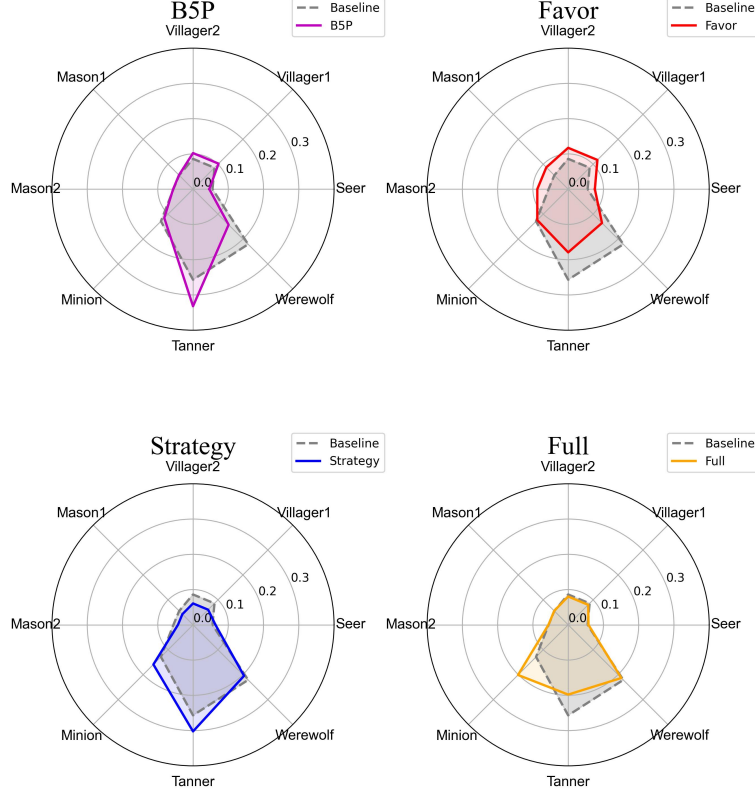 B5P
Baseline
B5P
Villager2
Mason1
Villager1
0.3
0.2
0.1
0.0
Mason2
Seer
Minion
Werewolf
Tanner
Favor
Baseline
Favor
Villager2
Mason1
Villager1
0.3
0.2
0.1
0.0
Mason2
Seer
Minion
Werewolf
Tanner
Strategy
Baseline
Strategy
Villager2
Mason1
Villager1
0.3
0.2
0.1
0.0
Mason2
Seer
Minion
Werewolf
Tanner
Full
Baseline
Full
Villager2
Mason1
Villager1
0.3
0.2
0.1
0.0
Mason2
Seer
Minion
Werewolf
Tanner